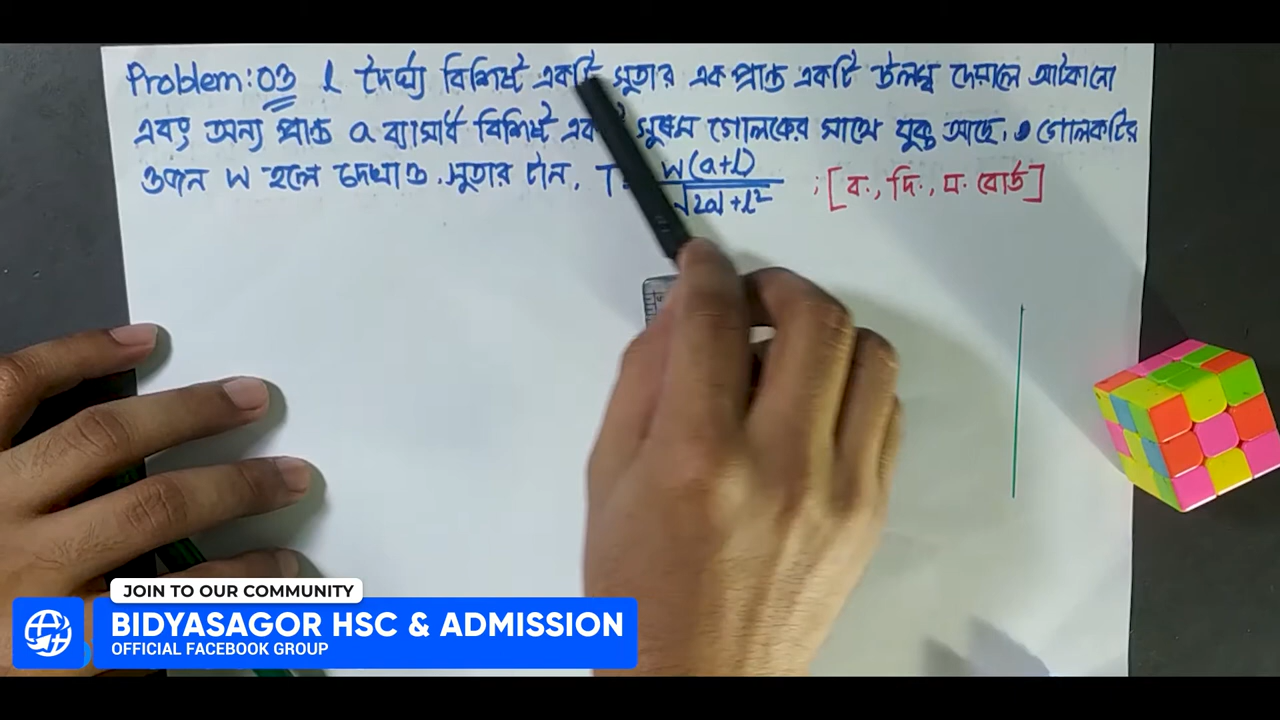 Problem: 03 l দৈর্ঘ্য বিশিষ্ট একটি সুতার এক প্রান্ত একটি উলম্ব দেয়ালে আটকানো
এবং অন্য প্রান্ত a ব্যাসার্ধ বিশিষ্ট সুষম গোলকের সাথে যুক্ত আছে, গোলকটির
ওজন W হলে দেখাও, সুতার টান, T W(a+l) / √2al+l² ; [ব., দি., ম. বোর্ড]
JOIN TO OUR COMMUNITY
BIDYASAGOR HSC & ADMISSION
OFFICIAL FACEBOOK GROUP